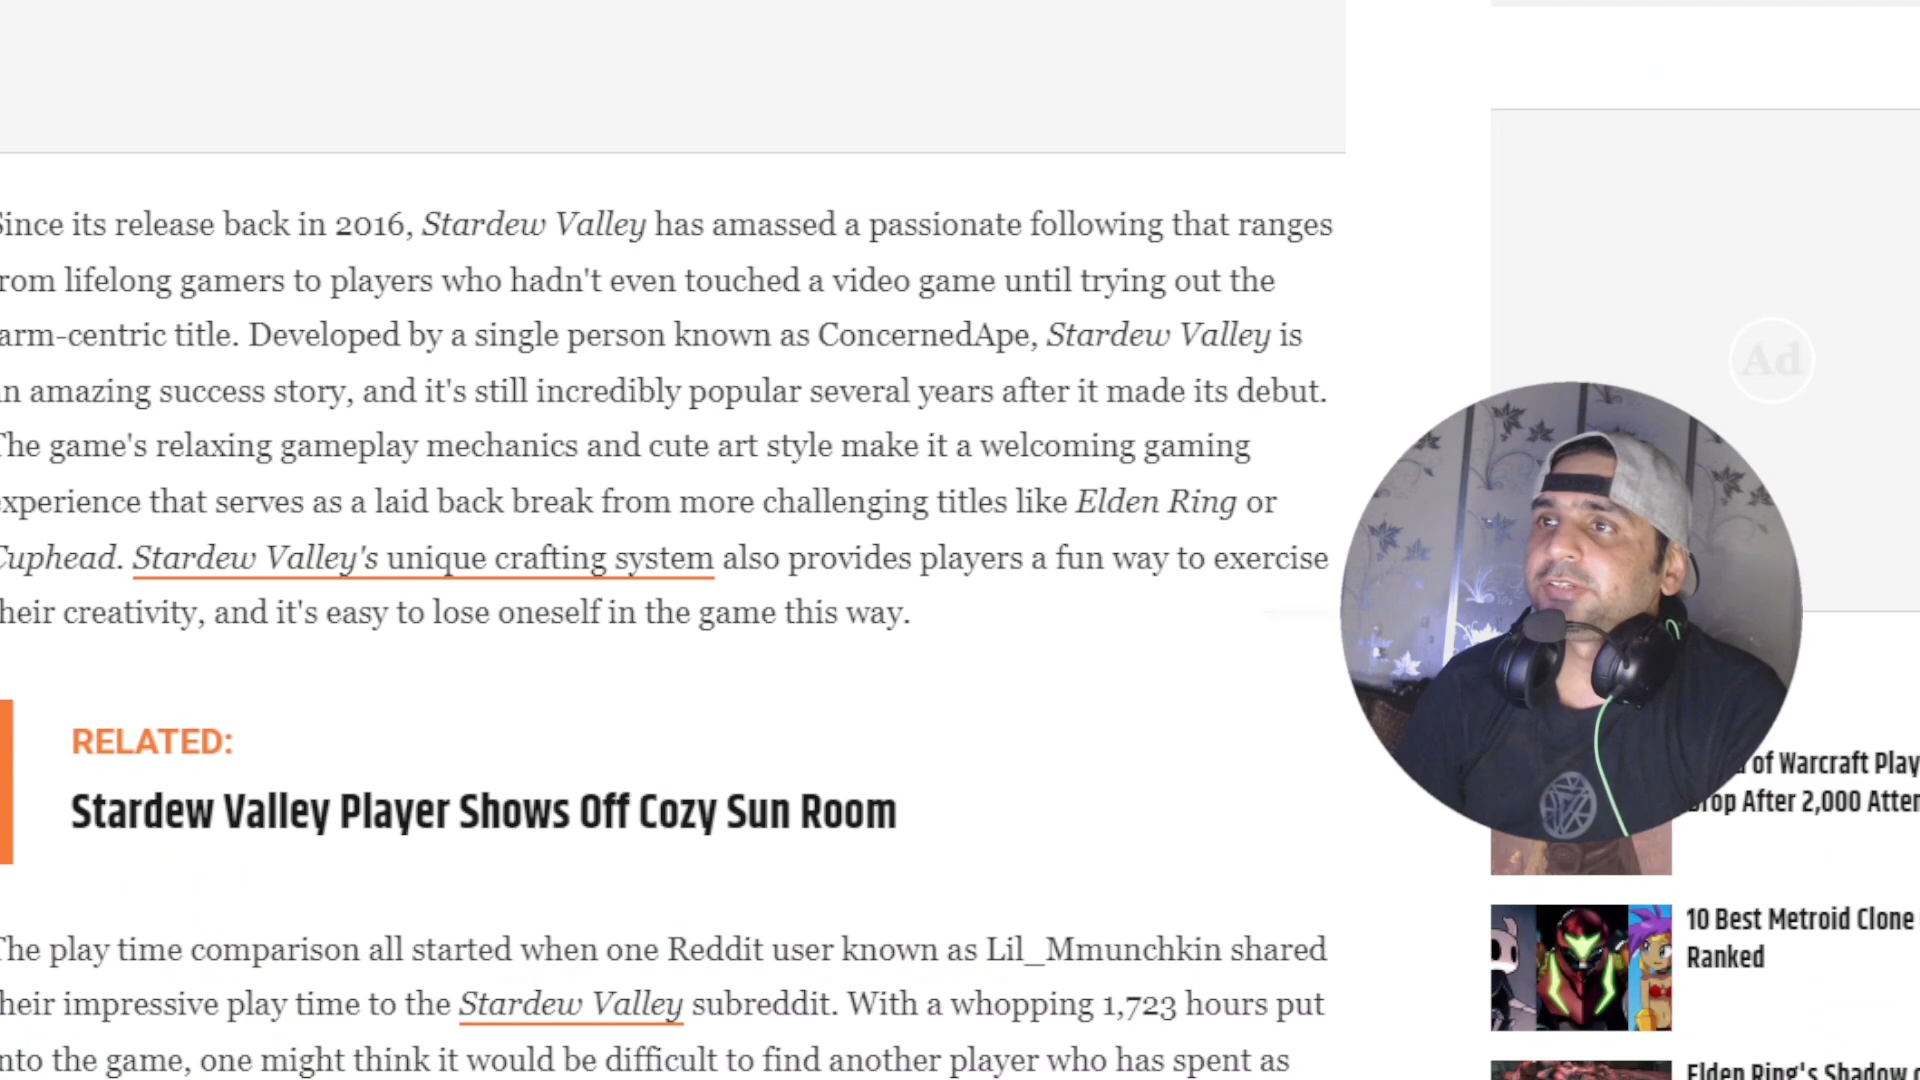 Since its release back in 2016, Stardew Valley has amassed a passionate following that ranges
from lifelong gamers to players who hadn't even touched a video game until trying out the
arm-centric title. Developed by a single person known as ConcernedApe, Stardew Valley is
an amazing success story, and it's still incredibly popular several years after it made its debut.
The game's relaxing gameplay mechanics and cute art style make it a welcoming gaming
experience that serves as a laid back break from more challenging titles like Elden Ring or
Cuphead. Stardew Valley's unique crafting system also provides players a fun way to exercise
their creativity, and it's easy to lose oneself in the game this way.
RELATED:
Stardew Valley Player Shows Off Cozy Sun Room
The play time comparison all started when one Reddit user known as Lil_Mmunchkin shared
their impressive play time to the Stardew Valley subreddit. With a whopping 1,723 hours put
into the game, one might think it would be difficult to find another player who has spent as
Ad
of Warcraft Play
Drop After 2,000 Atten
10 Best Metroid Clone
Ranked
Elden Ring's Shadow